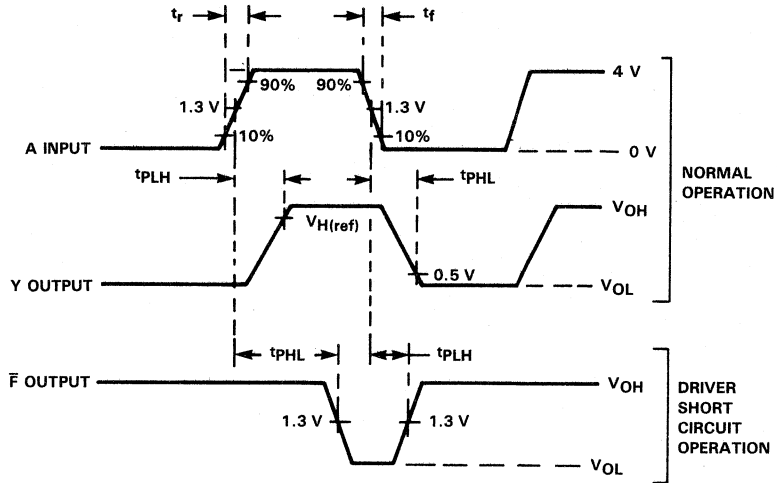 tr
tf
90%
90%
4 V
1.3 V
1.3 V
10%
10%
A INPUT
0 V
tPLH
tPHL
NORMAL
OPERATION
VH(ref)
VOH
0.5 V
Y OUTPUT
VOL
tPHL
tPLH
F̅ OUTPUT
VOH
DRIVER
SHORT
CIRCUIT
OPERATION
1.3 V
1.3 V
VOL